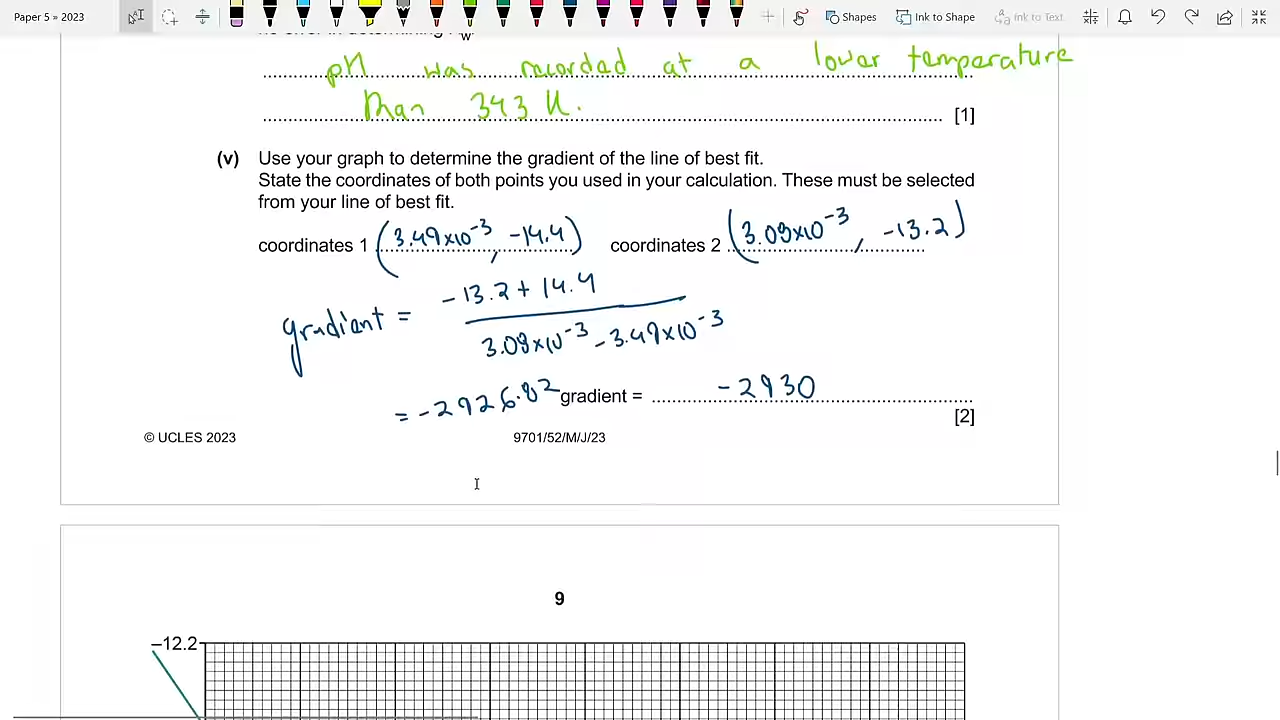 Paper 5 » 2023
Shapes
Ink to Shape
Ink to Text
pH was recorded at a lower temperature
than 343 K.
[1]
(v) Use your graph to determine the gradient of the line of best fit.
State the coordinates of both points you used in your calculation. These must be selected
from your line of best fit.
coordinates 1 (3.49×10⁻³, -14.4) coordinates 2 (3.08×10⁻³, -13.2)
gradient = -13.2 + 14.4
3.08×10⁻³ - 3.49×10⁻³
= -2926.82 gradient = -2930
[2]
© UCLES 2023
9701/52/M/J/23
9
–12.2